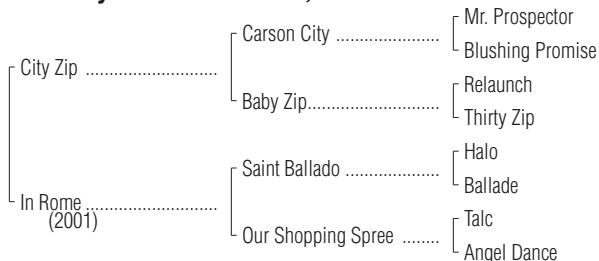 Mr. Prospector
Carson City ....................
Blushing Promise
City Zip .........................
Relaunch
Baby Zip.........................
Thirty Zip
Halo
Saint Ballado ..................
Ballade
In Rome .........................
(2001)
Talc
Our Shopping Spree .......
Angel Dance